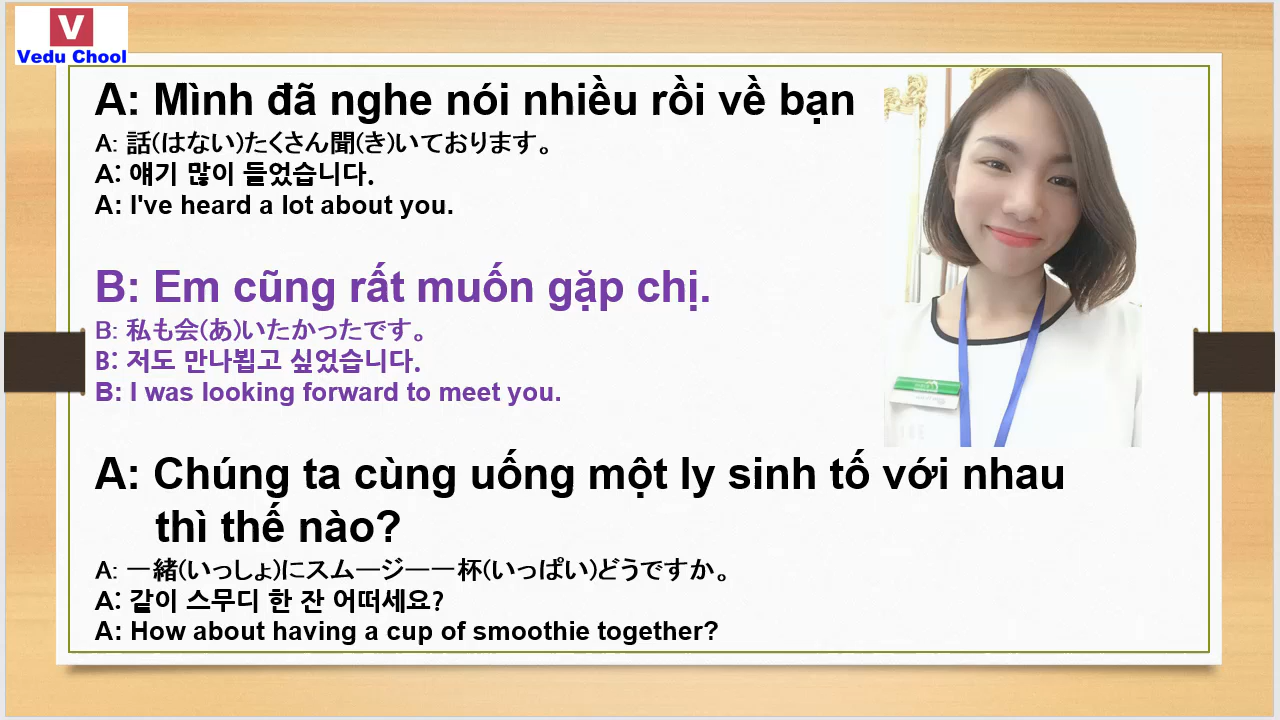 V
Vedu Chool
A: Mình đã nghe nói nhiều rồi về bạn
A: 話(はない)たくさん聞(き)いております。
A: 얘기 많이 들었습니다.
A: I've heard a lot about you.
B: Em cũng rất muốn gặp chị.
B: 私も会(あ)いたかったです。
B: 저도 만나뵙고 싶었습니다.
B: I was looking forward to meet you.
A: Chúng ta cùng uống một ly sinh tố với nhau
thì thế nào?
A: 一緒(いっしょ)にスムージー一杯(いっぱい)どうですか。
A: 같이 스무디 한 잔 어떠세요?
A: How about having a cup of smoothie together?